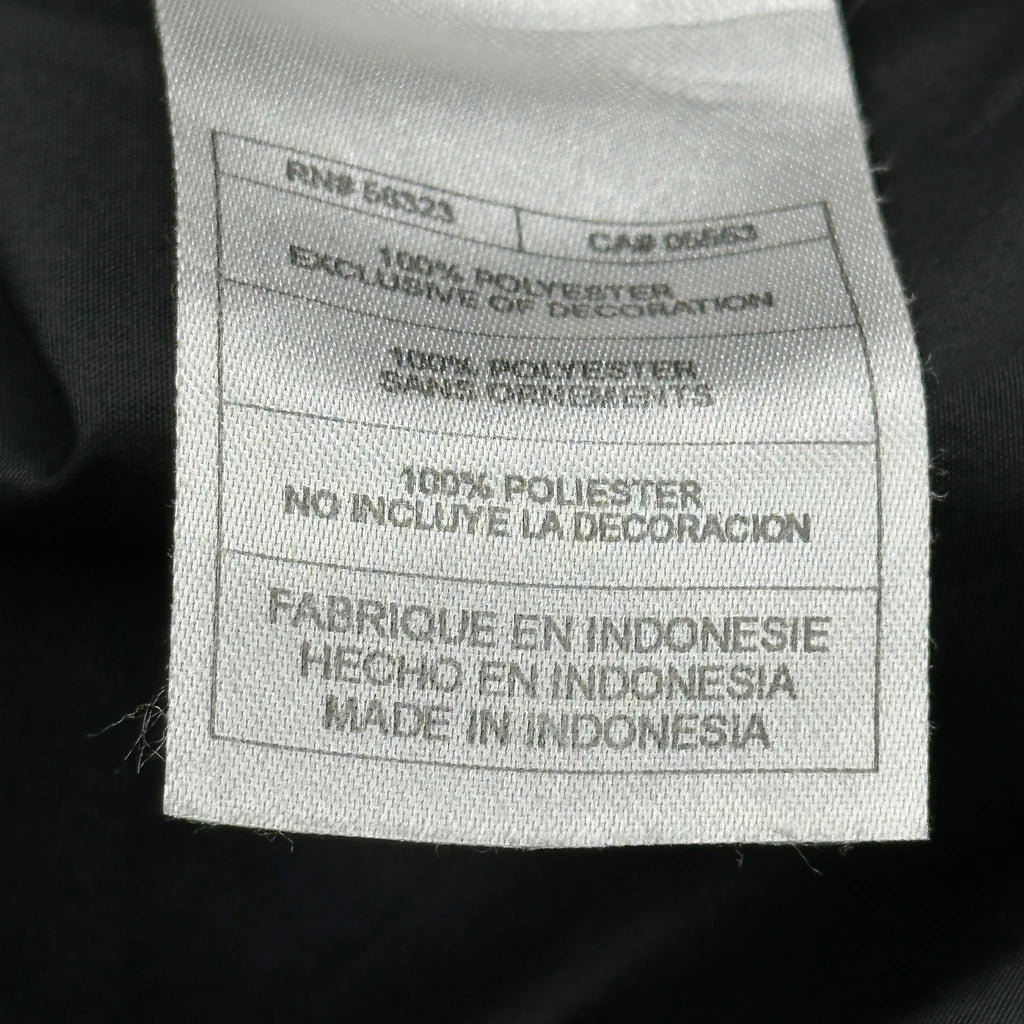 RN# 58323
CA# 05553
100% POLYESTER
EXCLUSIVE OF DECORATION
100% POLYESTER
SANS ORNEMENTS
100% POLIESTER
NO INCLUYE LA DECORACION
FABRIQUE EN INDONESIE
HECHO EN INDONESIA
MADE IN INDONESIA